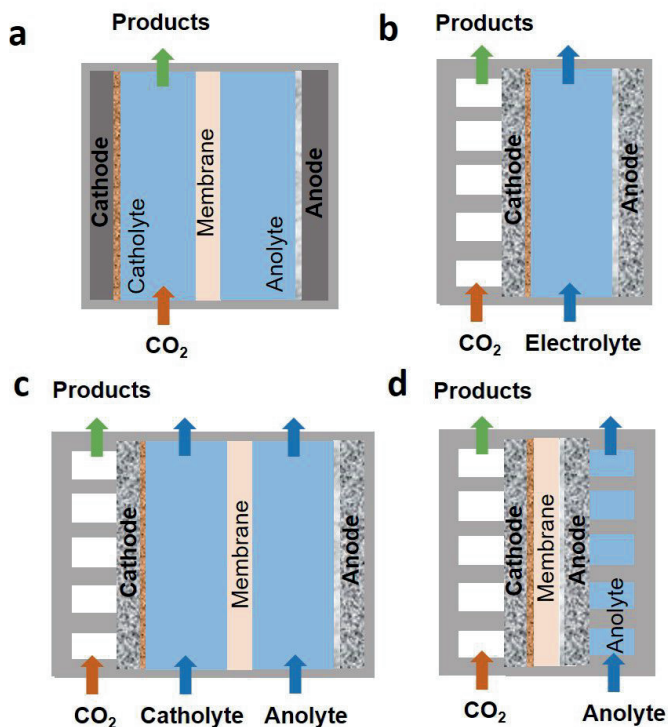 a
Products
Cathode
Catholyte
Membrane
Anolyte
Anode
CO₂
b
Products
Cathode
Anode
CO₂ Electrolyte
c
Products
Cathode
Membrane
Anode
CO₂ Catholyte Anolyte
d
Products
Cathode
Membrane
Anode
Anolyte
CO₂ Anolyte